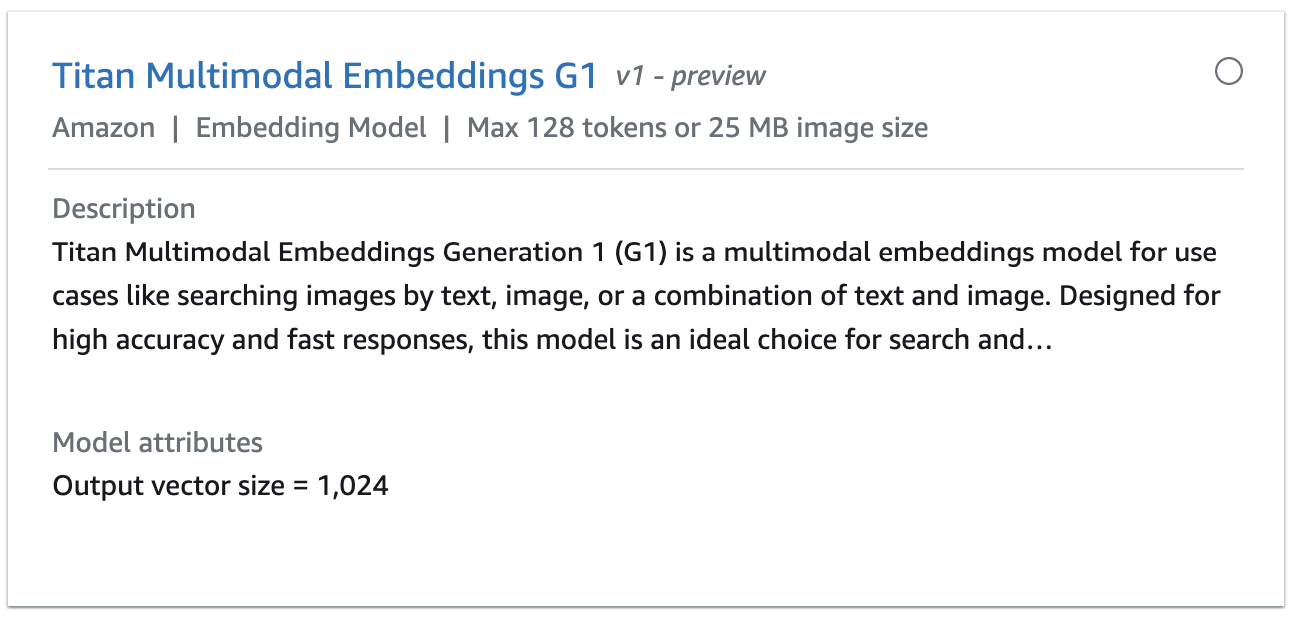 Titan Multimodal Embeddings G1 v1 - preview
Amazon | Embedding Model | Max 128 tokens or 25 MB image size
Description
Titan Multimodal Embeddings Generation 1 (G1) is a multimodal embeddings model for use
cases like searching images by text, image, or a combination of text and image. Designed for
high accuracy and fast responses, this model is an ideal choice for search and…
Model attributes
Output vector size = 1,024